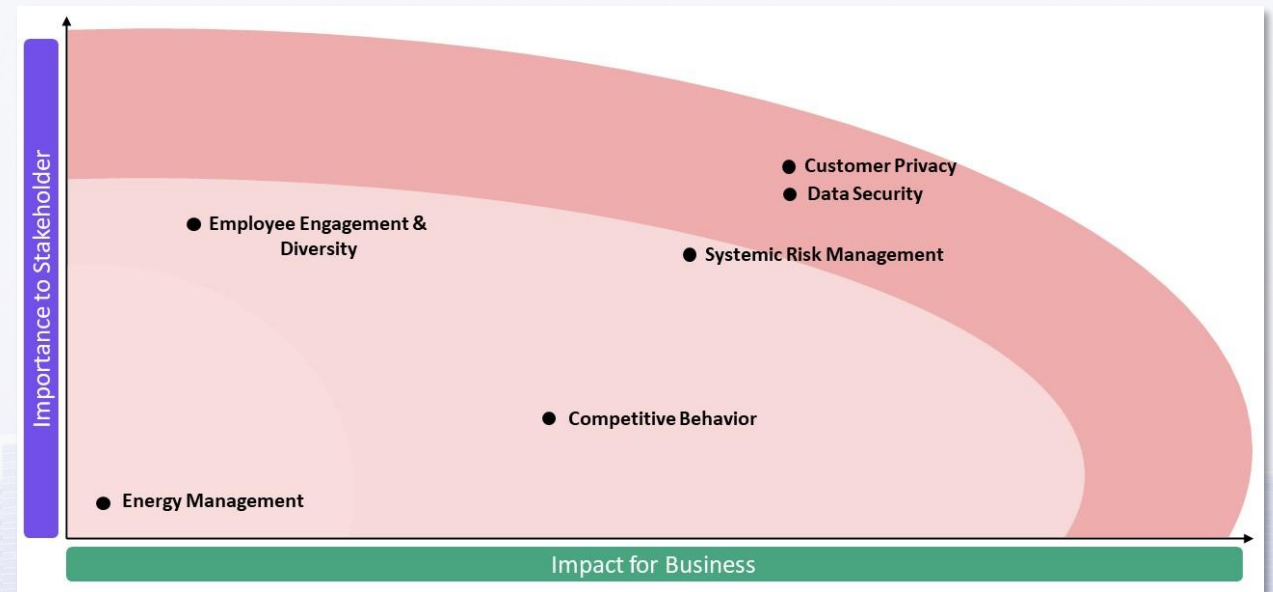 Importance to Stakeholder
Customer Privacy
Data Security
Employee Engagement &
Diversity
Systemic Risk Management
Competitive Behavior
Energy Management
Impact for Business